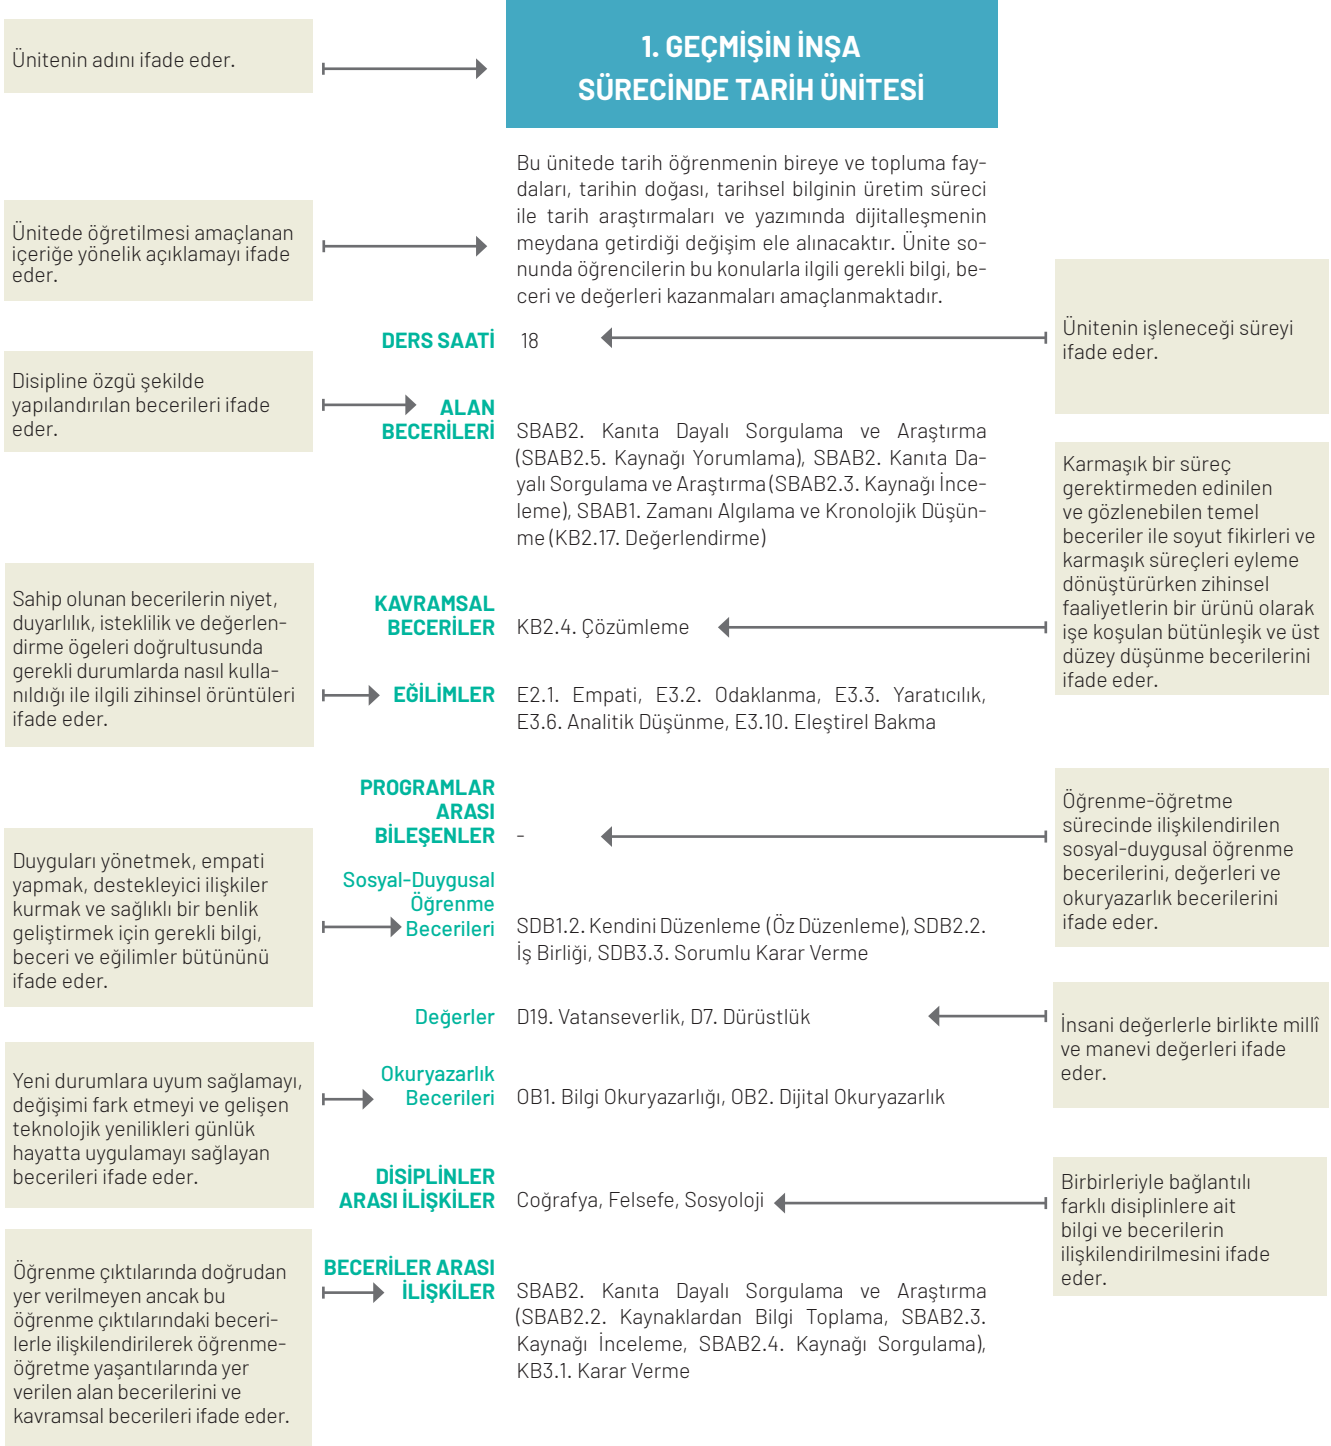 Ünitenin adını ifade eder.
1. GEÇMİŞİN İNŞA
SÜRECİNDE TARİH ÜNİTESİ
Ünitede öğretilmesi amaçlanan
içeriğe yönelik açıklamayı ifade
eder.
Bu ünitede tarih öğrenmenin bireye ve topluma fay-
daları, tarihin doğası, tarihsel bilginin üretim süreci
ile tarih araştırmaları ve yazımında dijitalleşmenin
meydana getirdiği değişim ele alınacaktır. Ünite so-
nunda öğrencilerin bu konularla ilgili gerekli bilgi, be-
ceri ve değerleri kazanmaları amaçlanmaktadır.
DERS SAATİ
18
Ünitenin işleneceği süreyi
ifade eder.
Disipline özgü şekilde
yapılandırılan becerileri ifade
eder.
ALAN
BECERİLERİ
SBAB2. Kanıta Dayalı Sorgulama ve Araştırma
(SBAB2.5. Kaynağı Yorumlama), SBAB2. Kanıta Da-
yalı Sorgulama ve Araştırma (SBAB2.3. Kaynağı İnce-
leme), SBAB1. Zamanı Algılama ve Kronolojik Düşün-
me (KB2.17. Değerlendirme)
Karmaşık bir süreç
gerektirmeden edinilen
ve gözlenebilen temel
beceriler ile soyut fikirleri ve
karmaşık süreçleri eyleme
dönüştürürken zihinsel
faaliyetlerin bir ürünü olarak
işe koşulan bütünleşik ve üst
düzey düşünme becerilerini
ifade eder.
KAVRAMSAL
BECERİLER
KB2.4. Çözümleme
Sahip olunan becerilerin niyet,
duyarlılık, isteklilik ve değerlen-
dirme ögeleri doğrultusunda
gerekli durumlarda nasıl kulla-
nıldığı ile ilgili zihinsel örüntüleri
ifade eder.
EĞİLİMLER
E2.1. Empati, E3.2. Odaklanma, E3.3. Yaratıcılık,
E3.6. Analitik Düşünme, E3.10. Eleştirel Bakma
PROGRAMLAR
ARASI
BİLEŞENLER
-
Öğrenme-öğretme
sürecinde ilişkilendirilen
sosyal-duygusal öğrenme
becerilerini, değerleri ve
okuryazarlık becerilerini
ifade eder.
Duyguları yönetmek, empati
yapmak, destekleyici ilişkiler
kurmak ve sağlıklı bir benlik
geliştirmek için gerekli bilgi,
beceri ve eğilimler bütününü
ifade eder.
Sosyal-Duygusal
Öğrenme
Becerileri
SDB1.2. Kendini Düzenleme (Öz Düzenleme), SDB2.2.
İş Birliği, SDB3.3. Sorumlu Karar Verme
Değerler
D19. Vatanseverlik, D7. Dürüstlük
İnsani değerlerle birlikte millî
ve manevi değerleri ifade
eder.
Yeni durumlara uyum sağlamayı,
değişimi fark etmeyi ve gelişen
teknolojik yenilikleri günlük
hayatta uygulamayı sağlayan
becerileri ifade eder.
Okuryazarlık
Becerileri
OB1. Bilgi Okuryazarlığı, OB2. Dijital Okuryazarlık
DİSİPLİNLER
ARASI İLİŞKİLER
Coğrafya, Felsefe, Sosyoloji
Birbirleriyle bağlantılı
farklı disiplinlere ait
bilgi ve becerilerin
ilişkilendirilmesini ifade
eder.
Öğrenme çıktılarında doğrudan
yer verilmeyen ancak bu
öğrenme çıktılarındaki beceri-
lerle ilişkilendirilerek öğrenme-
öğretme yaşantılarında yer
verilen alan becerilerini ve
kavramsal becerileri ifade eder.
BECERİLER ARASI
İLİŞKİLER
SBAB2. Kanıta Dayalı Sorgulama ve Araştırma
(SBAB2.2. Kaynaklardan Bilgi Toplama, SBAB2.3.
Kaynağı İnceleme, SBAB2.4. Kaynağı Sorgulama),
KB3.1. Karar Verme